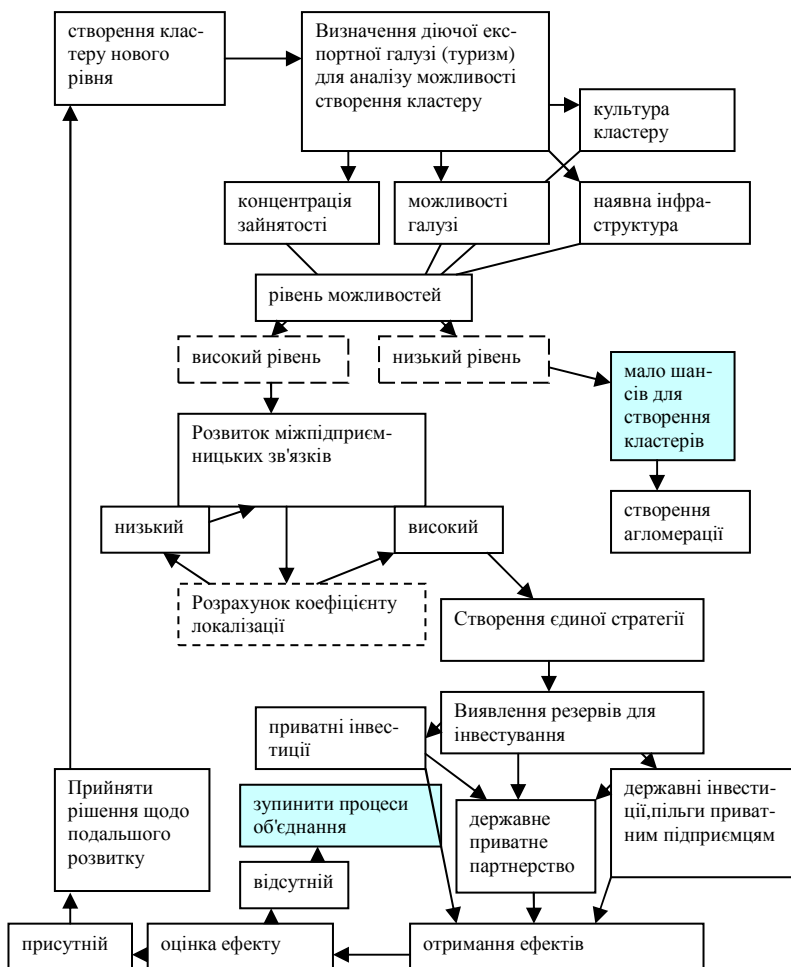 створення клас-
теру нового
рівня
Визначення діючої екс-
портної галузі (туризм)
для аналізу можливості
створення кластеру
культура
кластеру
концентрація
зайнятості
можливості
галузі
наявна інфра-
структура
рівень можливостей
високий рівень
низький рівень
мало шан-
сів для
створення
кластерів
Розвиток міжпідприєм-
ницьких зв'язків
низький
високий
створення
агломерації
Розрахунок коефіцієнту
локалізації
Створення єдиної стратегії
Виявлення резервів для
інвестування
приватні інвес-
тиції
Прийняти
рішення щодо
подальшого
розвитку
зупинити процеси
об'єднання
державне
приватне
партнерство
державні інвести-
ції,пільги приват-
ним підприємцям
відсутній
присутній
оцінка ефекту
отримання ефектів